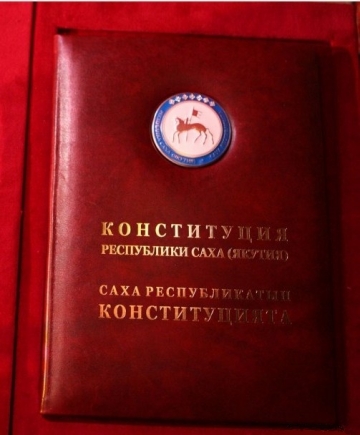 КОНСТИТУЦИЯ
РЕСПУБЛИКИ САХА (ЯКУТИЯ)
САХА РЕСПУБЛИКАТЫН
КОНСТИТУЦИЯТА